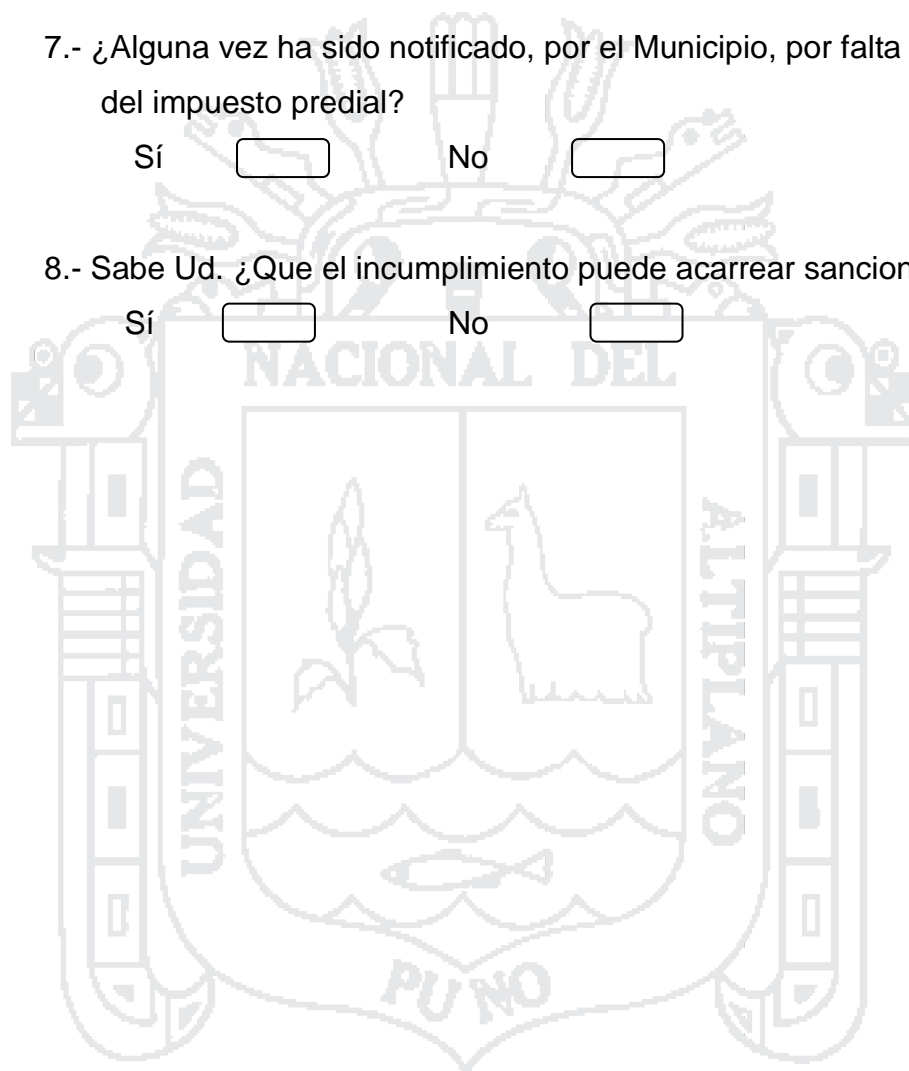 7.- ¿Alguna vez ha sido notificado, por el Municipio, por falta
del impuesto predial?
Sí No
8.- Sabe Ud. ¿Que el incumplimiento puede acarrear sancion
Sí No
NACIONAL DEL
UNIVERSIDAD
ALTIPLANO
PUNO